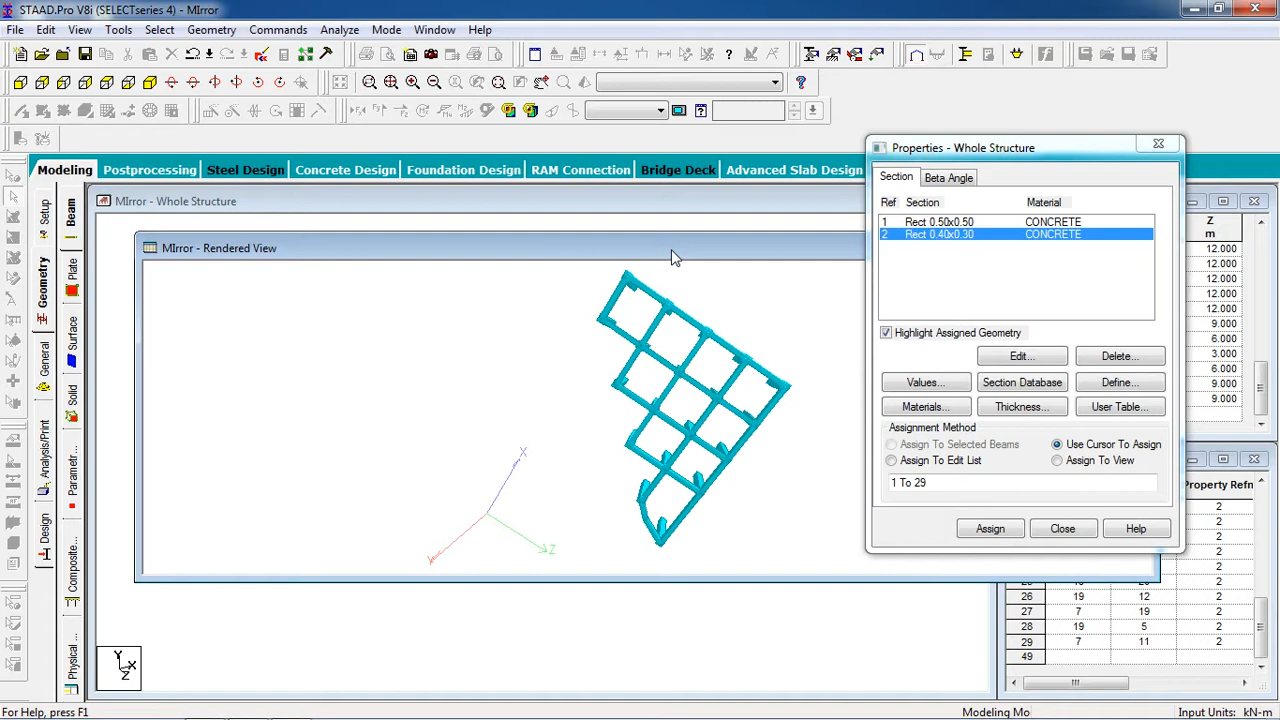 STAAD.Pro V8i (SELECTseries 4) - MIrror
File Edit View Tools Select Geometry Commands Analyze Mode Window Help
Modeling Postprocessing Steel Design Concrete Design Foundation Design RAM Connection Bridge Deck Advanced Slab Design
Setup
Geometry
General
Analysis/Print
Design
Beam
Plate
Surface
Solid
Parametr...
Composite...
Physical ...
MIrror - Whole Structure
MIrror - Rendered View
X
Y
Z
Y
X
Z
Properties - Whole Structure
Section Beta Angle
Ref Section Material
1 Rect 0.50x0.50 CONCRETE
2 Rect 0.40x0.30 CONCRETE
Highlight Assigned Geometry
Edit... Delete...
Values... Section Database Define...
Materials... Thickness... User Table...
Assignment Method
Assign To Selected Beams Use Cursor To Assign
Assign To Edit List Assign To View
1 To 29
Assign Close Help
Z
m
12.000
12.000
12.000
12.000
12.000
9.000
6.000
3.000
6.000
9.000
9.000
Property Refn
2
2
2
2
2
26 19 12 2
27 7 19 2
28 19 5 2
29 7 11 2
49
For Help, press F1
Modeling Mo
Input Units: kN-m